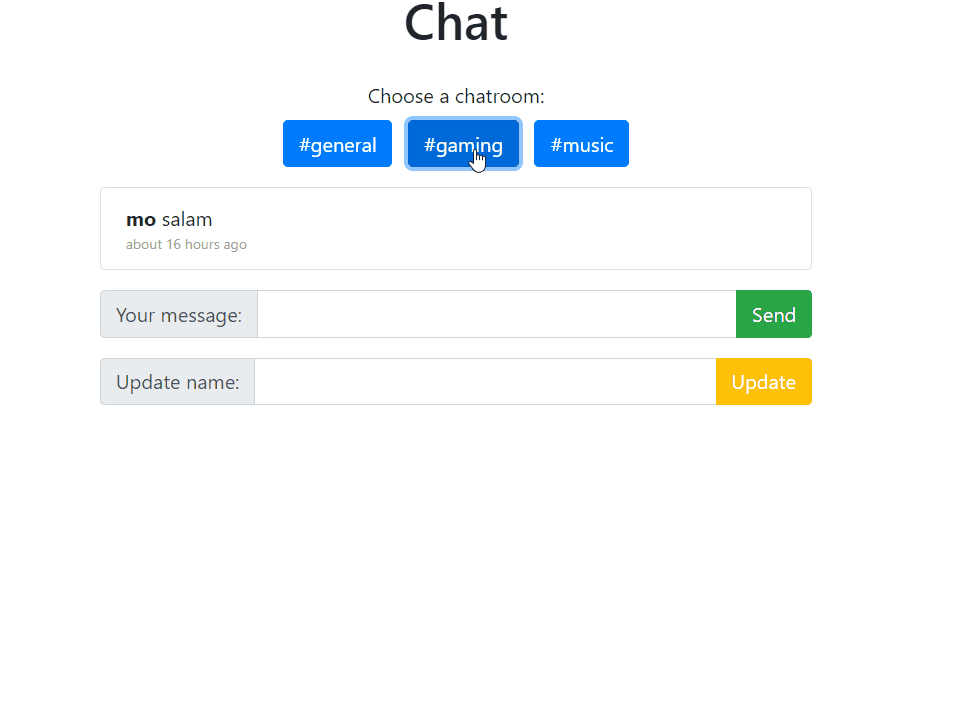 Chat
Choose a chatroom:
#general #gaming #music
mo salam
about 16 hours ago
Your message: Send
Update name: Update